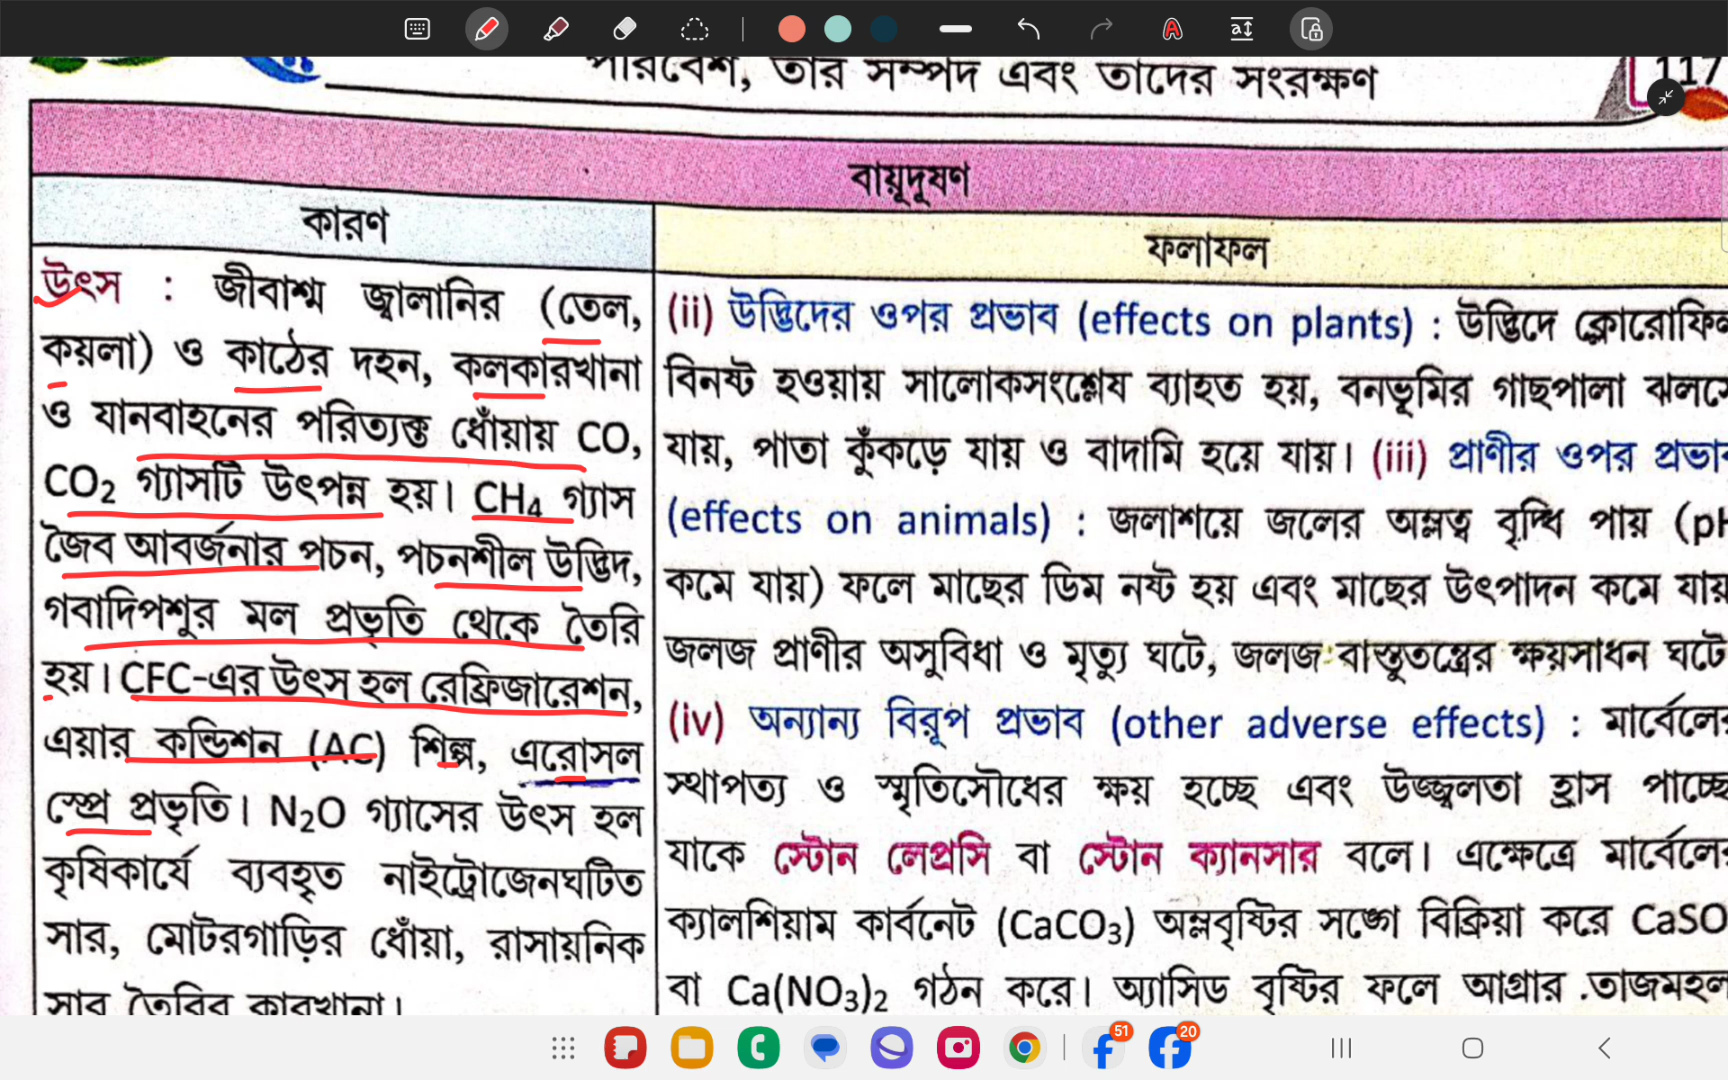 পরিবেশ, তার সম্পদ এবং তাদের সংরক্ষণ
117
বায়ূদূষণ
কারণ
উৎস : জীবাশ্ম জ্বালানির (তেল,
কয়লা) ও কাঠের দহন, কলকারখানা
ও যানবাহনের পরিত্যক্ত ধোঁয়ায় CO,
CO₂ গ্যাসটি উৎপন্ন হয়। CH₄ গ্যাস
জৈব আবর্জনার পচন, পচনশীল উদ্ভিদ,
গবাদিপশুর মল প্রভৃতি থেকে তৈরি
হয়। CFC-এর উৎস হল রেফ্রিজারেশন,
এয়ার কন্ডিশন (AC) শিল্প, এরোসল
স্প্রে প্রভৃতি। N₂O গ্যাসের উৎস হল
কৃষিকার্যে ব্যবহৃত নাইট্রোজেনঘটিত
সার, মোটরগাড়ির ধোঁয়া, রাসায়নিক
সার তৈরির কারখানা।
ফলাফল
(ii) উদ্ভিদের ওপর প্রভাব (effects on plants) : উদ্ভিদে ক্লোরোফিল
বিনষ্ট হওয়ায় সালোকসংশ্লেষ ব্যাহত হয়, বনভূমির গাছপালা ঝলসে
যায়, পাতা কুঁকড়ে যায় ও বাদামি হয়ে যায়। (iii) প্রাণীর ওপর প্রভাব
(effects on animals) : জলাশয়ে জলের অম্লত্ব বৃদ্ধি পায় (pH
কমে যায়) ফলে মাছের ডিম নষ্ট হয় এবং মাছের উৎপাদন কমে যায়
জলজ প্রাণীর অসুবিধা ও মৃত্যু ঘটে, জলজ বাস্তুতন্ত্রের ক্ষয়সাধন ঘটে
(iv) অন্যান্য বিরূপ প্রভাব (other adverse effects) : মার্বেলের
স্থাপত্য ও স্মৃতিসৌধের ক্ষয় হচ্ছে এবং উজ্জ্বলতা হ্রাস পাচ্ছে
যাকে স্টোন লেপ্রসি বা স্টোন ক্যানসার বলে। এক্ষেত্রে মার্বেলের
ক্যালশিয়াম কার্বনেট (CaCO₃) অম্লবৃষ্টির সঙ্গে বিক্রিয়া করে CaSO
বা Ca(NO₃)₂ গঠন করে। অ্যাসিড বৃষ্টির ফলে আগ্রার তাজমহল
51
20